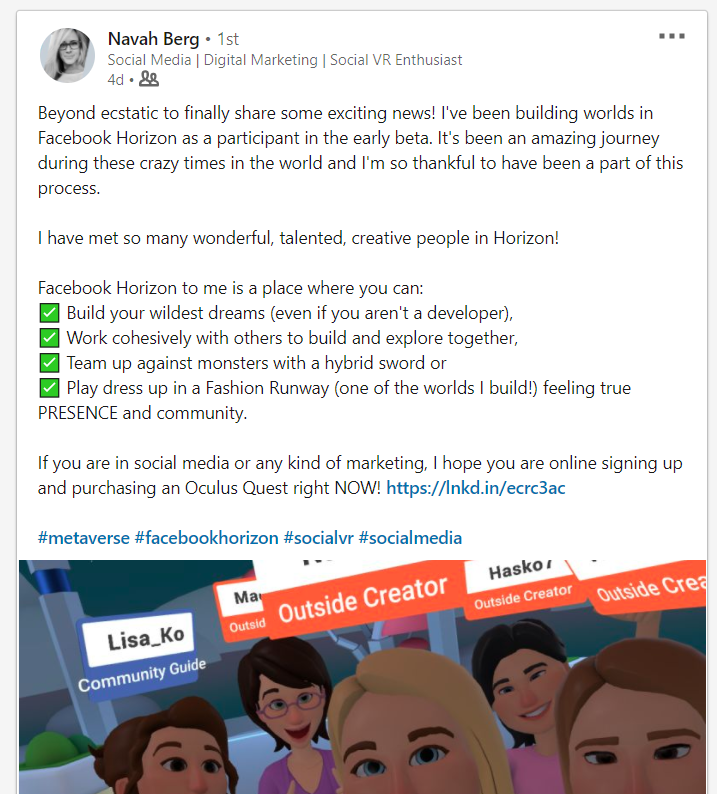 Navah Berg • 1st
Social Media | Digital Marketing | Social VR Enthusiast
4d •
Beyond ecstatic to finally share some exciting news! I've been building worlds in
Facebook Horizon as a participant in the early beta. It's been an amazing journey
during these crazy times in the world and I'm so thankful to have been a part of this
process.
I have met so many wonderful, talented, creative people in Horizon!
Facebook Horizon to me is a place where you can:
✅ Build your wildest dreams (even if you aren't a developer),
✅ Work cohesively with others to build and explore together,
✅ Team up against monsters with a hybrid sword or
✅ Play dress up in a Fashion Runway (one of the worlds I build!) feeling true
PRESENCE and community.
If you are in social media or any kind of marketing, I hope you are online signing up
and purchasing an Oculus Quest right NOW! https://lnkd.in/ecrc3ac
#metaverse #facebookhorizon #socialvr #socialmedia
Lisa_Ko
Community Guide
Outsid
Outside Creator
Outside Creator
Outside Crea